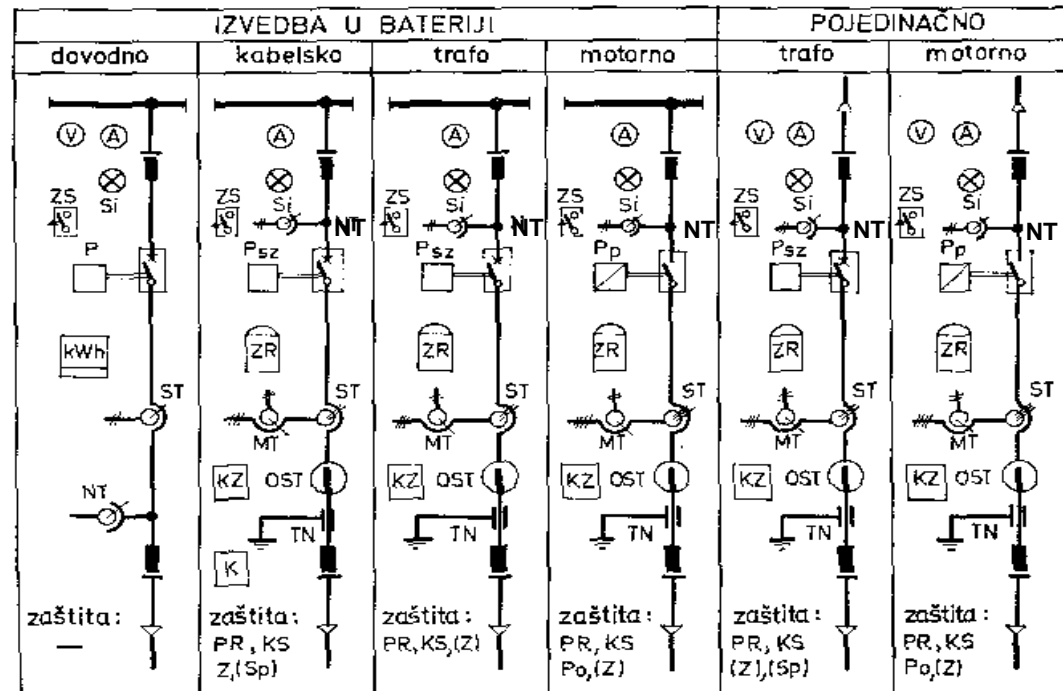 IZVEDBA U BATERIJI POJEDINAČNO
dovodno kabelsko trafo motorno trafo motorno
V A A A A V A V A
ZS Si ZS Si NT ZS Si NT ZS Si NT ZS Si NT ZS Si NT
P Psz Psz Pp Psz Pp
kWh ZR ZR ZR ZR ZR
ST ST ST ST ST ST
MT MT MT MT MT
NT KZ OST KZ OST KZ OST KZ OST KZ OST
TN TN TN TN TN
K
zaštita: zaštita: zaštita: zaštita: zaštita: zaštita:
— PR, KS PR, KS,(Z) PR, KS PR, KS PR, KS
Z,(Sp) Po,(Z) (Z),(Sp) Po,(Z)